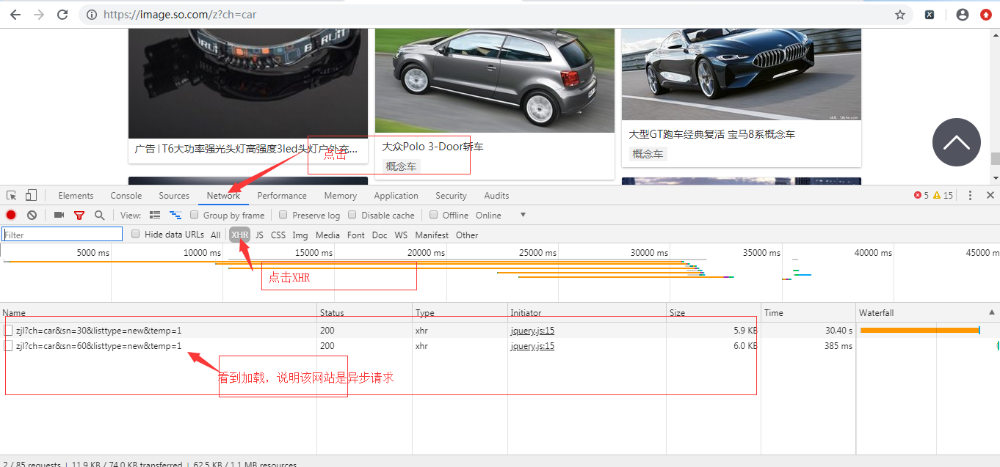 https://image.so.com/z?ch=car
广告 | T6大功率强光头灯高强度3led头灯户外充...
大众Polo 3-Door轿车
概念车
大型GT跑车经典复活 宝马8系概念车
概念车
点击
Elements Console Sources Network Performance Memory Application Security Audits 5 15
View: Group by frame Preserve log Disable cache Offline Online
Filter Hide data URLs All XHR JS CSS Img Media Font Doc WS Manifest Other
5000 ms 10000 ms 15000 ms 20000 ms 25000 ms 30000 ms 35000 ms 40000 ms 45000 m
点击XHR
Name Status Type Initiator Size Time Waterfall
zjl?ch=car&sn=30&listtype=new&temp=1 200 xhr jquery.js:15 5.9 KB 30.40 s
zjl?ch=car&sn=60&listtype=new&temp=1 200 xhr jquery.js:15 6.0 KB 385 ms
看到加载，说明该网站是异步请求
2 / 85 requests | 11.9 KB / 74.0 KB transferred | 62.5 KB / 1.1 MB resources